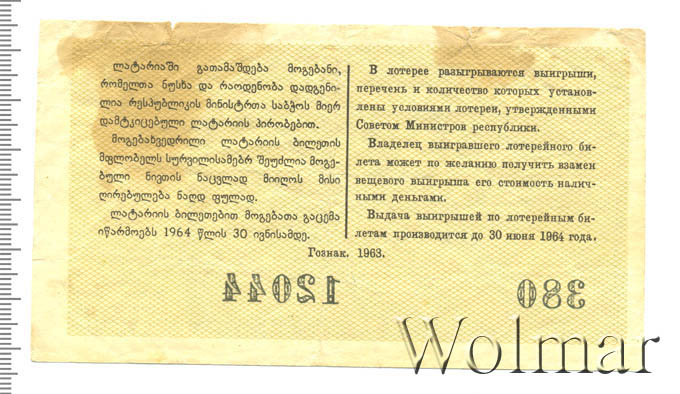 ლატარიაში გათამაშდება მოგებანი,
რომელთა ნუსხა და რაოდენობა დადგენი-
ლია რესპუბლიკის მინისტრთა საბჭოს მიერ
დამტკიცებული ლატარიის პირობებით.
მოგებახვედრილი ლატარიის ბილეთის
მფლობელს სურვილისამებრ შეუძლია მოგე-
ბული ნივთის ნაცვლად მიიღოს მისი
ღირებულება ნაღდ ფულად.
ლატარიის ბილეთებით მოგებათა გაცემა
იწარმოებს 1964 წლის 30 ივნისამდე.
В лотерее разыгрываются выигрыши,
перечень и количество которых установ-
лены условиями лотереи, утвержденными
Советом Министров республики.
Владелец выигравшего лотерейного би-
лета может по желанию получить взамен
вещевого выигрыша его стоимость налич-
ными деньгами.
Выдача выигрышей по лотерейным би-
летам производится до 30 июня 1964 года.
Гознак. 1963.
12044
380
Wolmar